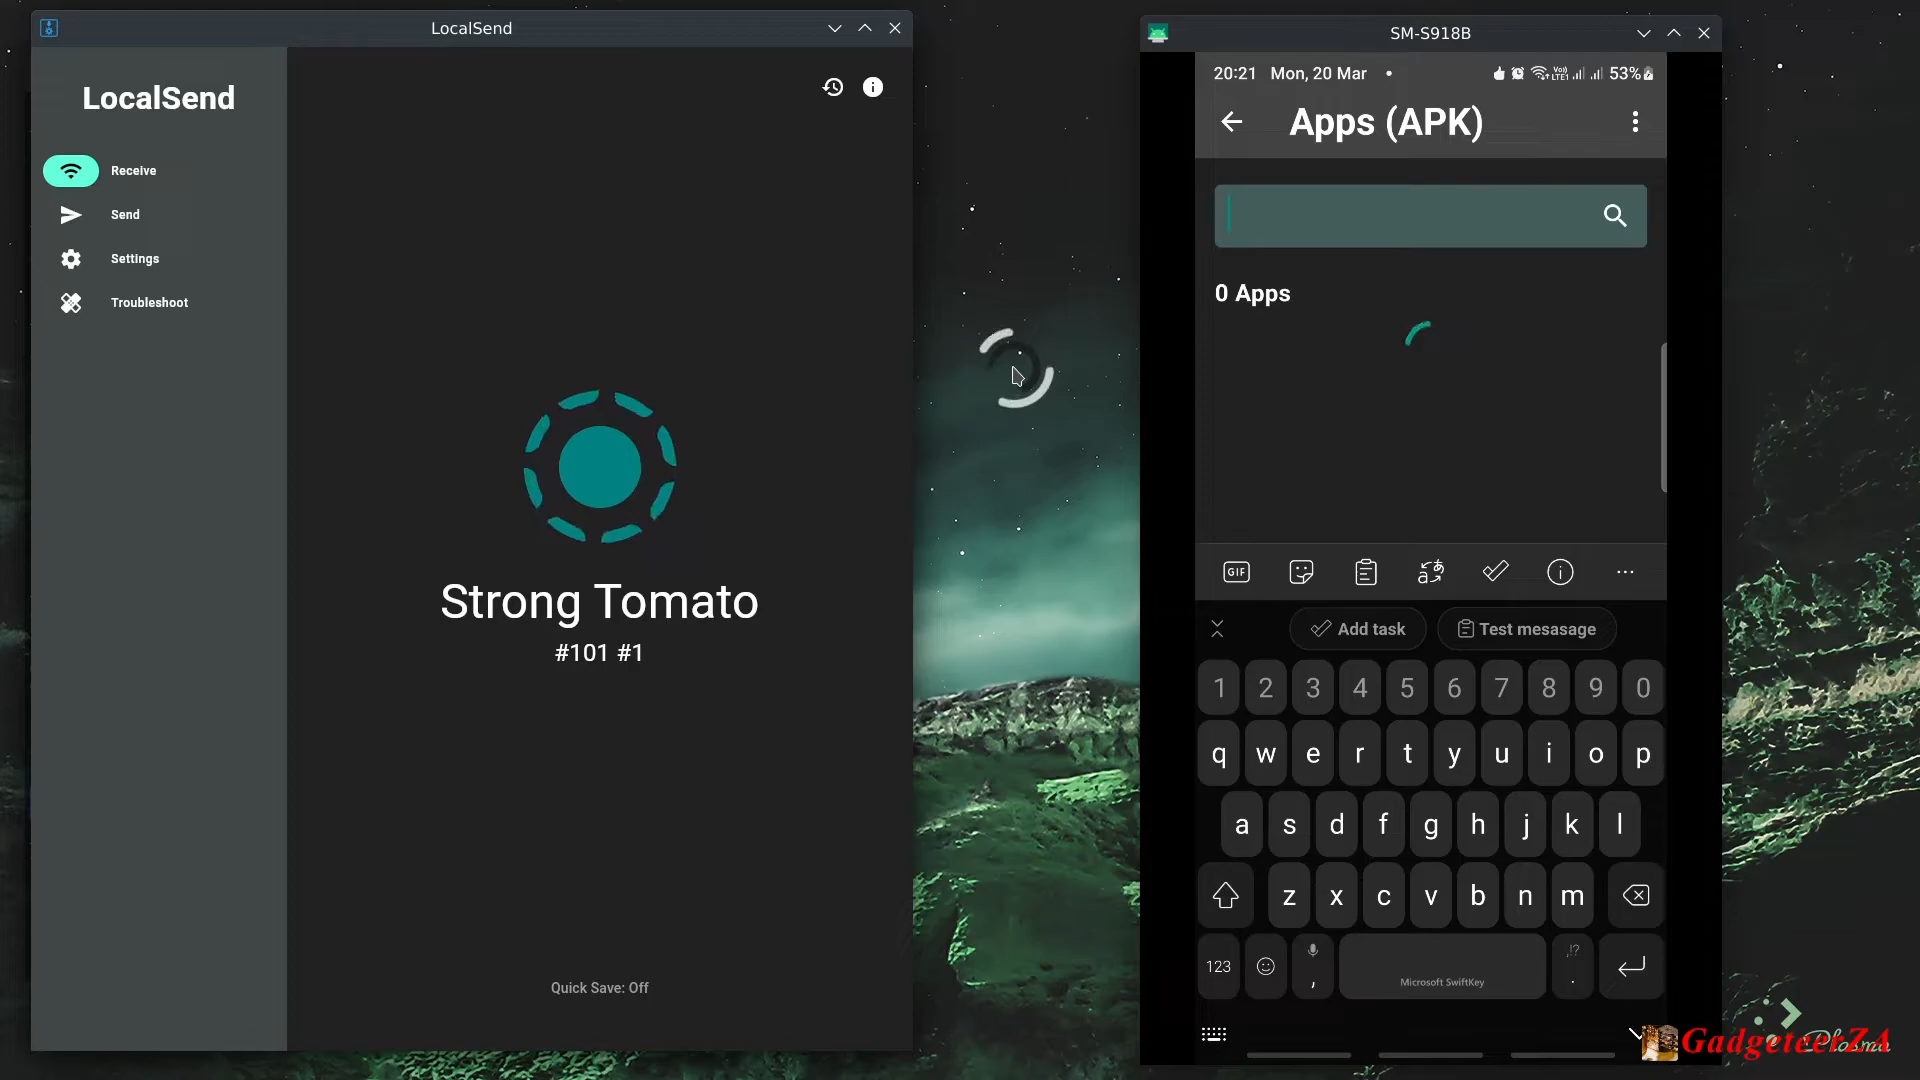 LocalSend
LocalSend
Receive
Send
Settings
Troubleshoot
Strong Tomato
#101 #1
Quick Save: Off
SM-S918B
20:21 Mon, 20 Mar • 53%
Apps (APK)
0 Apps
GIF
Add task
Test mesasage
1 2 3 4 5 6 7 8 9 0
q w e r t y u i o p
a s d f g h j k l
z x c v b n m
123 , Microsoft SwiftKey !? .
Plasma
GadgeteerZA